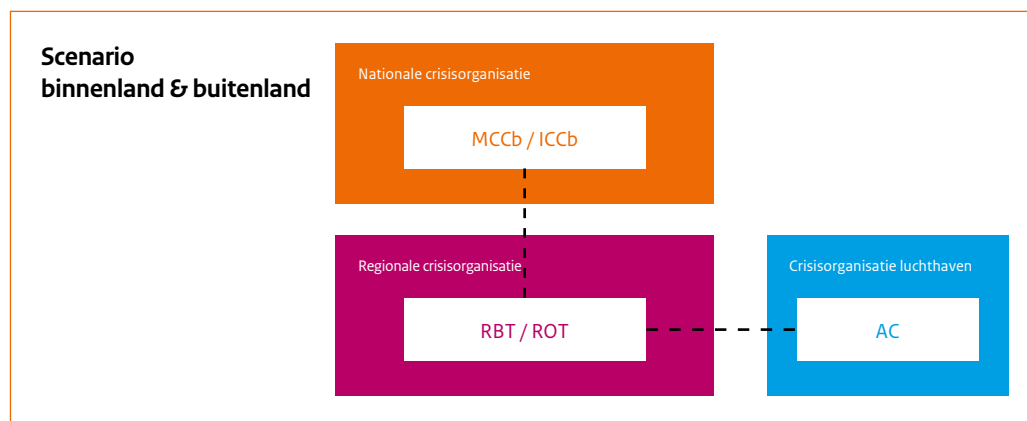 Scenario
binnenland & buitenland
Nationale crisisorganisatie
MCCb / ICCb
Regionale crisisorganisatie
RBT / ROT
Crisisorganisatie luchthaven
AC